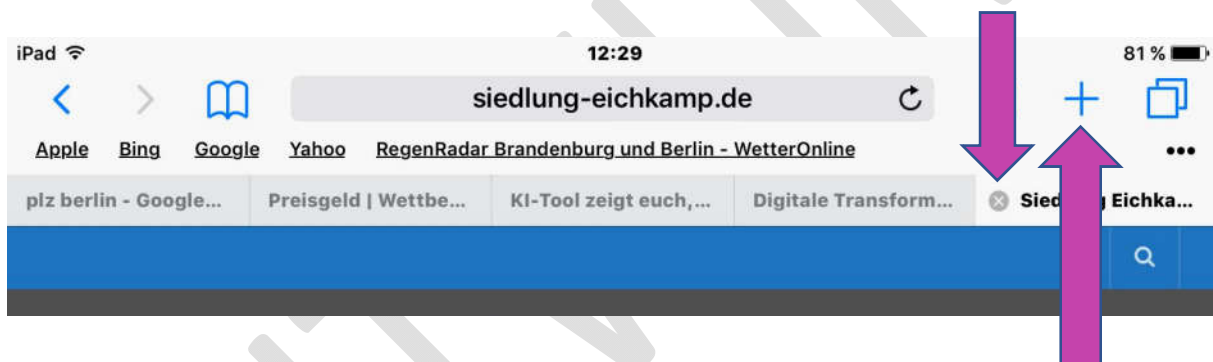 iPad 12:29 81 %
siedlung-eichkamp.de
Apple Bing Google Yahoo RegenRadar Brandenburg und Berlin - WetterOnline
plz berlin - Google... Preisgeld | Wettbe... KI-Tool zeigt euch,... Digitale Transform... Eichka...